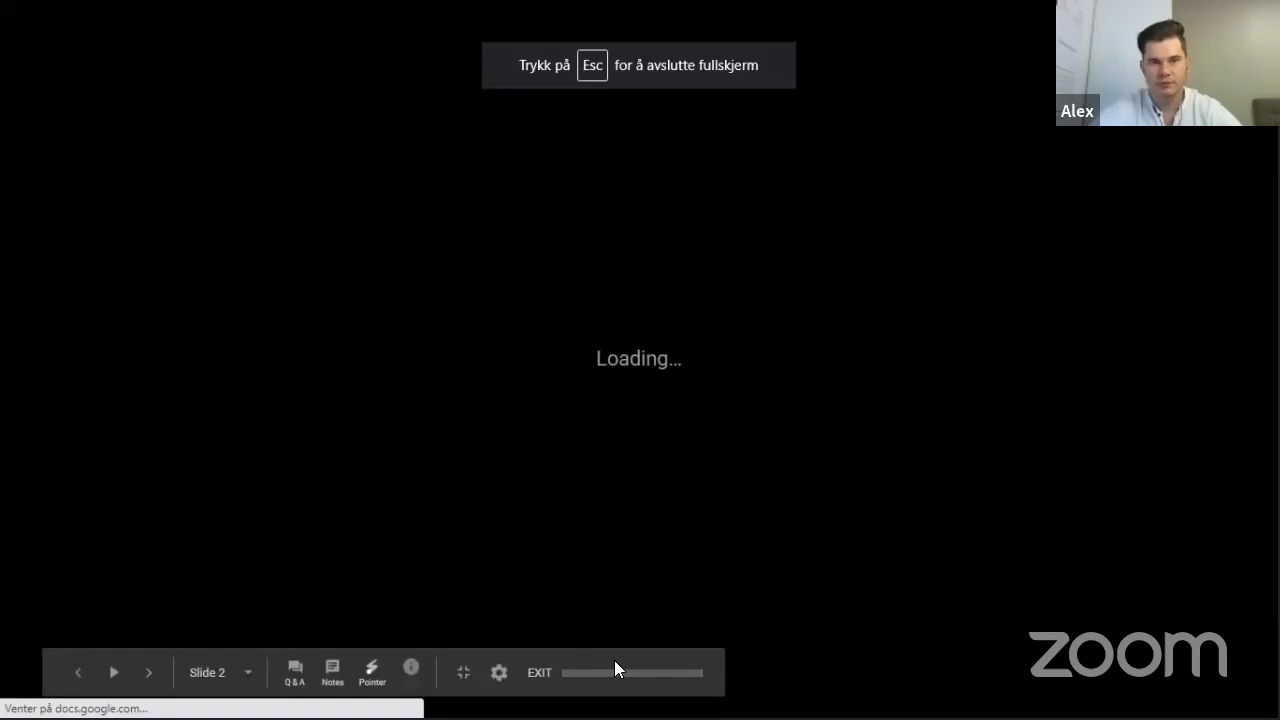 Trykk på Esc for å avslutte fullskjerm
Alex
Loading...
Slide 2
Q & A
Notes
Pointer
EXIT
zoom
Venter på docs.google.com...